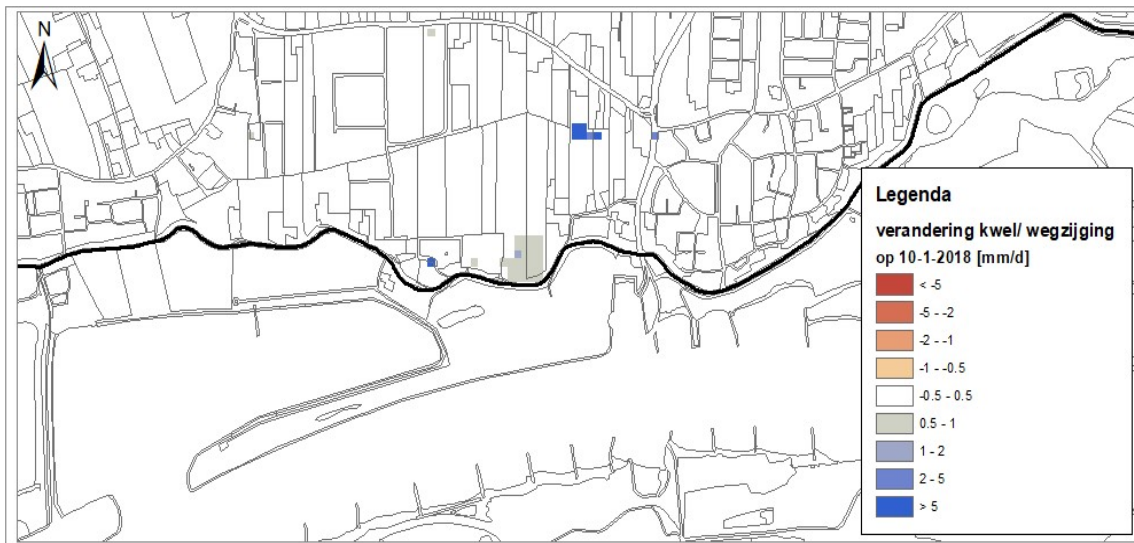 N
Legenda
verandering kwel/ wegzijging
op 10-1-2018 [mm/d]
< -5
-5 - -2
-2 - -1
-1 - -0.5
-0.5 - 0.5
0.5 - 1
1 - 2
2 - 5
> 5